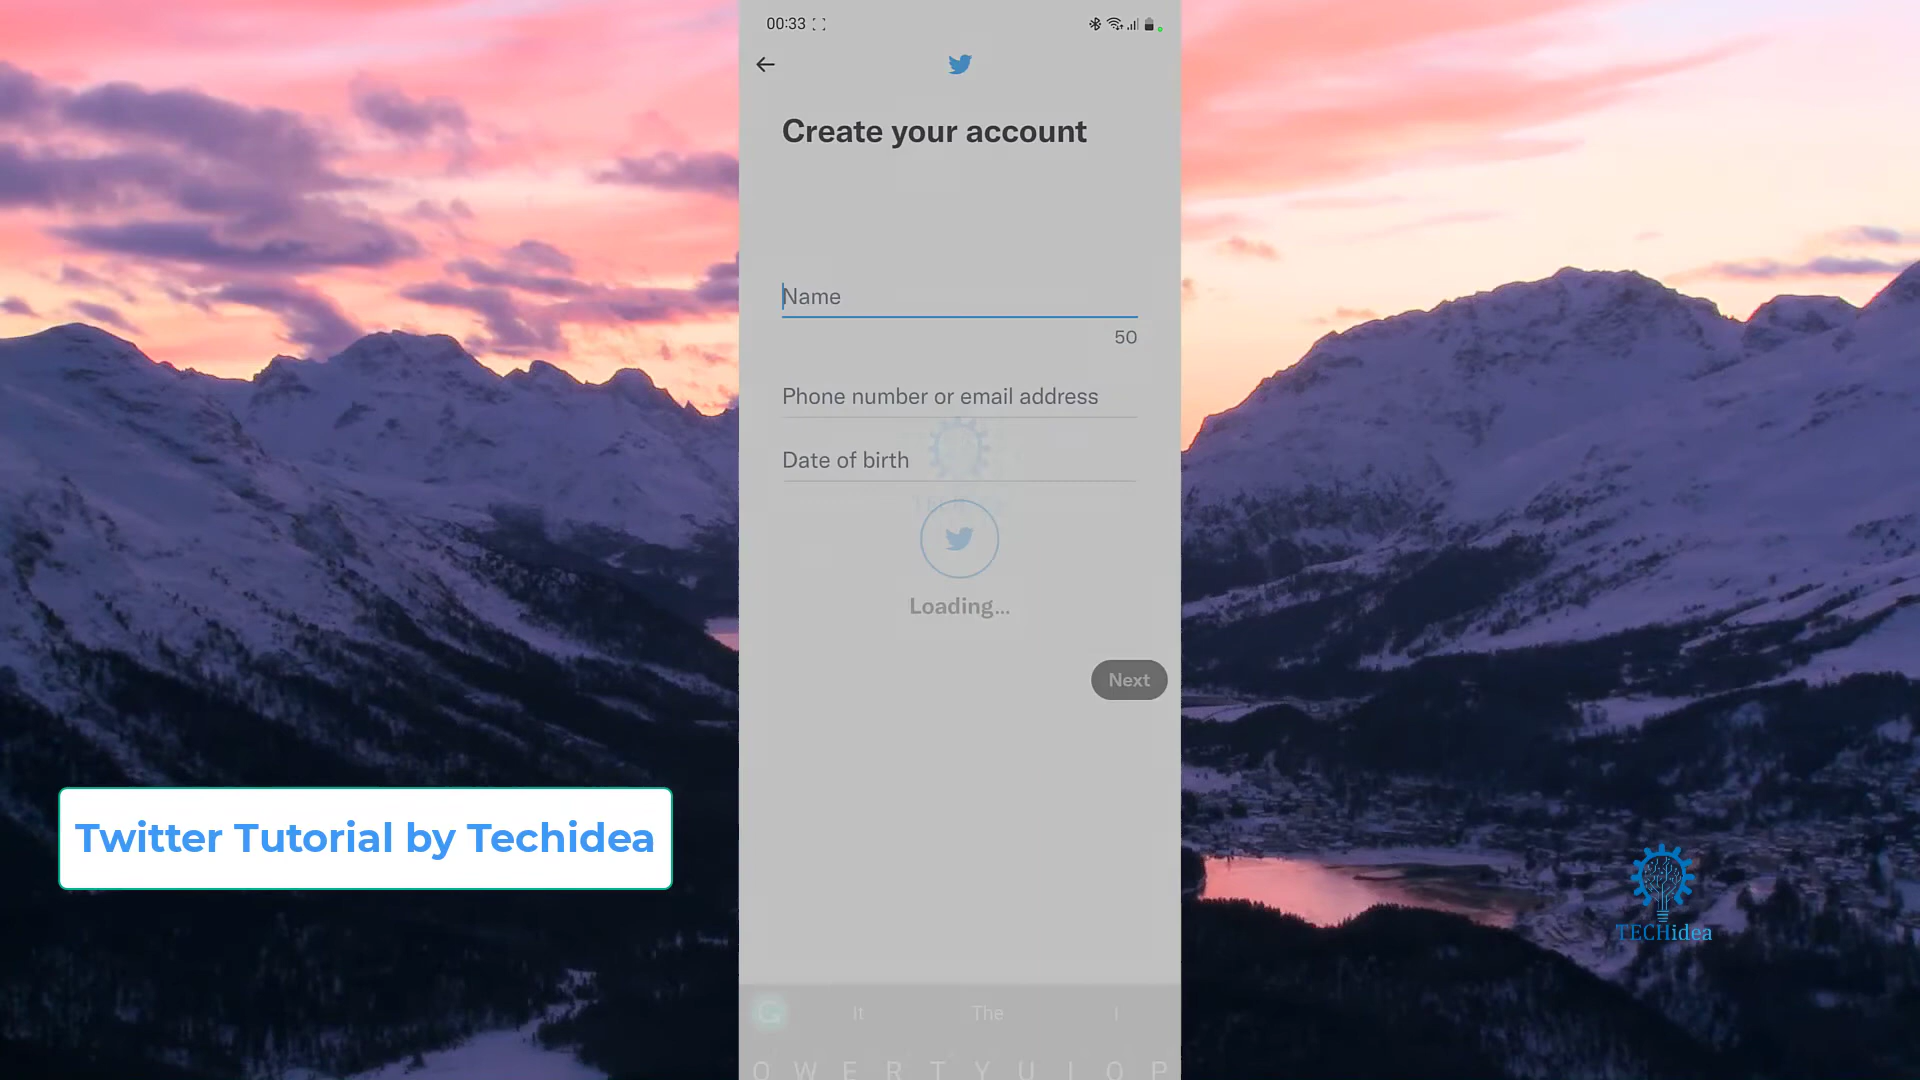 00:33
Create your account
Name
50
Phone number or email address
Date of birth
Loading...
Next
Twitter Tutorial by Techidea
TECHidea
It The I
Q W E R T Y U I O P